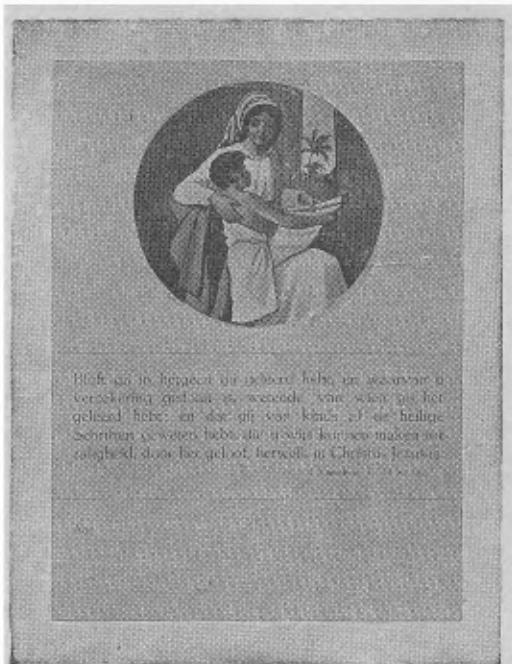 Blijft gij in hetgeen gij geleerd hebt, en waarvan u
verzekering gedaan is, wetende, van wien gij het
geleerd hebt; en dat gij van kinds af de heilige
Schriften geweten hebt, die u wijs kunnen maken tot
zaligheid, door het geloof, hetwelk in Christus Jezus is.